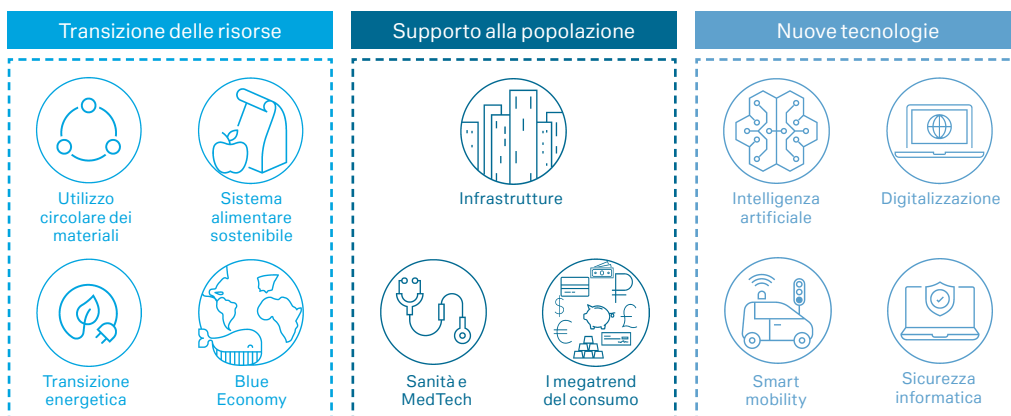 Transizione delle risorse
Supporto alla popolazione
Nuove tecnologie
Utilizzo
circolare dei
materiali
Sistema
alimentare
sostenibile
Infrastrutture
Intelligenza
artificiale
Digitalizzazione
$
₽
€
£
Transizione
energetica
Blue
Economy
Sanità e
MedTech
I megatrend
del consumo
Smart
mobility
Sicurezza
informatica